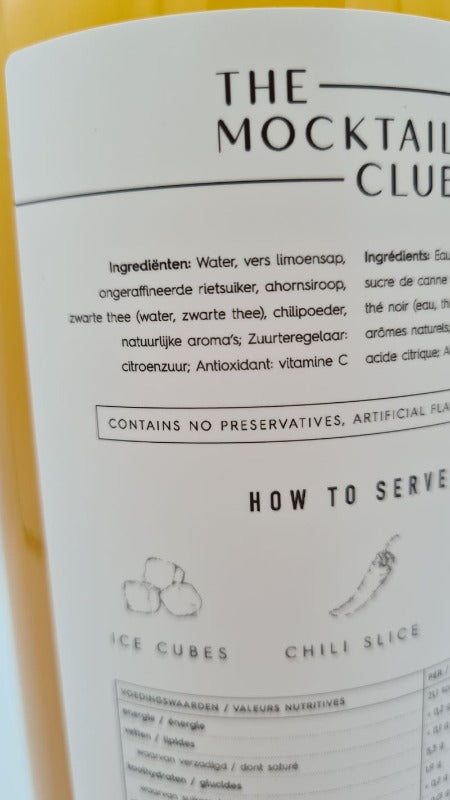 THE
MOCKTAIL
CLUB
Ingrediënten: Water, vers limoensap,
ongeraffineerde rietsuiker, ahornsiroop,
zwarte thee (water, zwarte thee), chilipoeder,
natuurlijke aroma's; Zuurteregelaar:
citroenzuur; Antioxidant: vitamine C
Ingrédients: Eau
sucre de canne
thé noir (eau, th
arômes naturels;
acide citrique; A
CONTAINS NO PRESERVATIVES, ARTIFICIAL FLA
HOW TO SERVE
ICE CUBES
CHILI SLICE
VOEDINGSWAARDEN / VALEURS NUTRITIVES
PER /
energie / énergie
vetten / lipides
waarvan verzadigd / dont saturé
koolhydraten / glucides